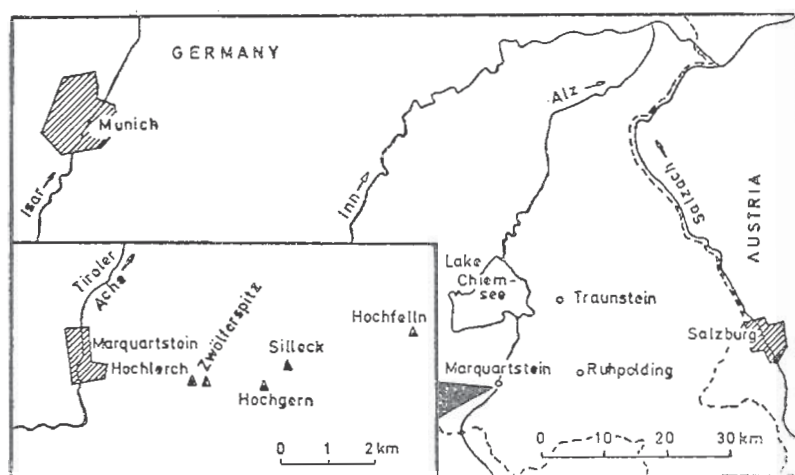 GERMANY
Munich
Isar
Inn
Alz
Salzach
AUSTRIA
Lake
Chiem-
see
Traunstein
Salzburg
Marquartstein
Ruhpolding
0 10 20 30 km
Tiroler
Ache
Marquartstein
Hochlerch
Zwölferspitz
Silleck
Hochfelln
Hochgern
0 1 2 km